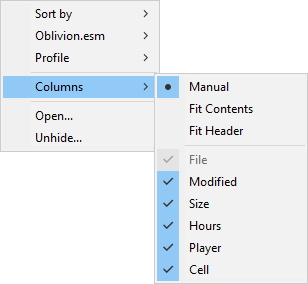 Sort by
Oblivion.esm
Profile
Columns
Open...
Unhide...
Manual
Fit Contents
Fit Header
File
Modified
Size
Hours
Player
Cell